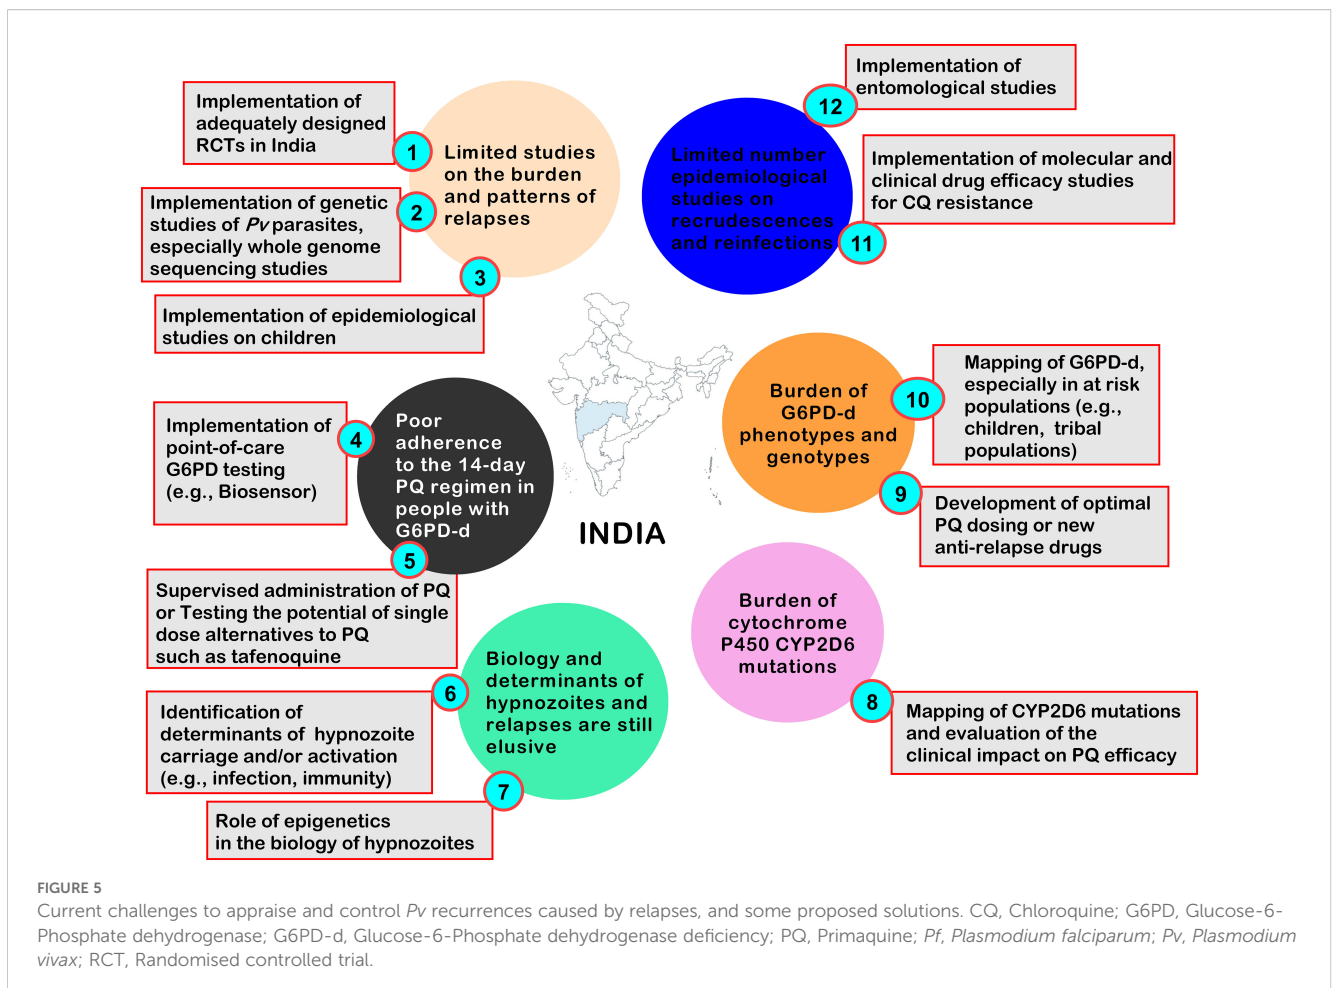 Implementation of
adequately designed
RCTs in India
1
Limited studies
on the burden
and patterns of
relapses
Implementation of genetic
studies of Pv parasites,
especially whole genome
sequencing studies
2
3
Implementation of epidemiological
studies on children
Implementation of
entomological studies
12
Limited number
epidemiological
studies on
recrudescences
and reinfections
Implementation of molecular and
clinical drug efficacy studies
for CQ resistance
11
Implementation of
point-of-care
G6PD testing
(e.g., Biosensor)
4
Poor
adherence
to the 14-day
PQ regimen in
people with
G6PD-d
5
Supervised administration of PQ
or Testing the potential of single
dose alternatives to PQ
such as tafenoquine
INDIA
Burden of
G6PD-d
phenotypes and
genotypes
10
Mapping of G6PD-d,
especially in at risk
populations (e.g.,
children, tribal
populations)
9
Development of optimal
PQ dosing or new
anti-relapse drugs
6
Biology and
determinants of
hypnozoites and
relapses are still
elusive
Identification of
determinants of hypnozoite
carriage and/or activation
(e.g., infection, immunity)
7
Role of epigenetics
in the biology of hypnozoites
Burden of
cytochrome
P450 CYP2D6
mutations
8
Mapping of CYP2D6 mutations
and evaluation of the
clinical impact on PQ efficacy
FIGURE 5
Current challenges to appraise and control Pv recurrences caused by relapses, and some proposed solutions. CQ, Chloroquine; G6PD, Glucose-6-
Phosphate dehydrogenase; G6PD-d, Glucose-6-Phosphate dehydrogenase deficiency; PQ, Primaquine; Pf, Plasmodium falciparum; Pv, Plasmodium
vivax; RCT, Randomised controlled trial.